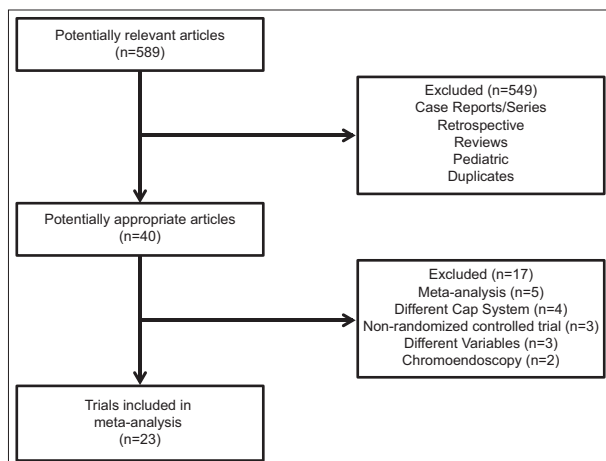 Potentially relevant articles
(n=589)
Excluded (n=549)
Case Reports/Series
Retrospective
Reviews
Pediatric
Duplicates
Potentially appropriate articles
(n=40)
Excluded (n=17)
Meta-analysis (n=5)
Different Cap System (n=4)
Non-randomized controlled trial (n=3)
Different Variables (n=3)
Chromoendoscopy (n=2)
Trials included in
meta-analysis
(n=23)